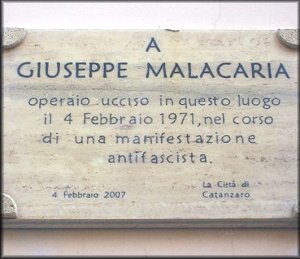 A
GIUSEPPE MALACARIA
operaio ucciso in questo luogo
il 4 Febbraio 1971, nel corso
di una manifestazione
antifascista.
4 Febbraio 2007
La Città di
Catanzaro